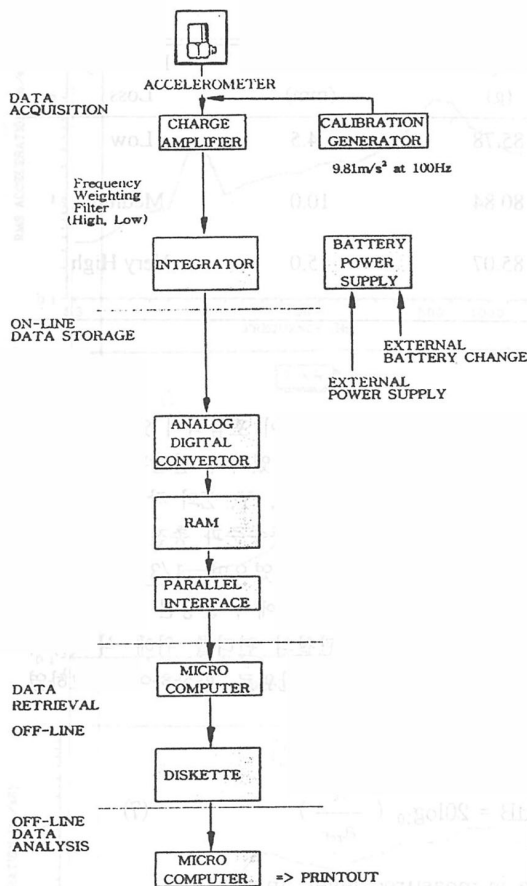 ACCELEROMETER
DATA
ACQUISITION
CHARGE
AMPLIFIER
CALIBRATION
GENERATOR
9.81m/s² at 100Hz
Frequency
Weighting
Filter
(High, Low)
INTEGRATOR
BATTERY
POWER
SUPPLY
ON-LINE
DATA STORAGE
EXTERNAL
BATTERY CHANGE
EXTERNAL
POWER SUPPLY
ANALOG
DIGITAL
CONVERTOR
RAM
PARALLEL
INTERFACE
MICRO
COMPUTER
DATA
RETRIEVAL
OFF-LINE
DISKETTE
OFF-LINE
DATA
ANALYSIS
MICRO
COMPUTER
=> PRINTOUT